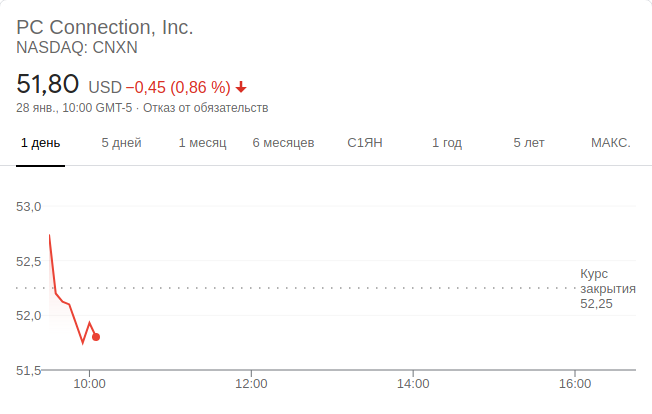 PC Connection, Inc.
NASDAQ: CNXN
51,80 USD −0,45 (0,86 %)
28 янв., 10:00 GMT-5 · Отказ от обязательств
1 день 5 дней 1 месяц 6 месяцев С1ЯН 1 год 5 лет МАКС.
53,0
52,5
Курс
закрытия
52,25
52,0
51,5
10:00 12:00 14:00 16:00